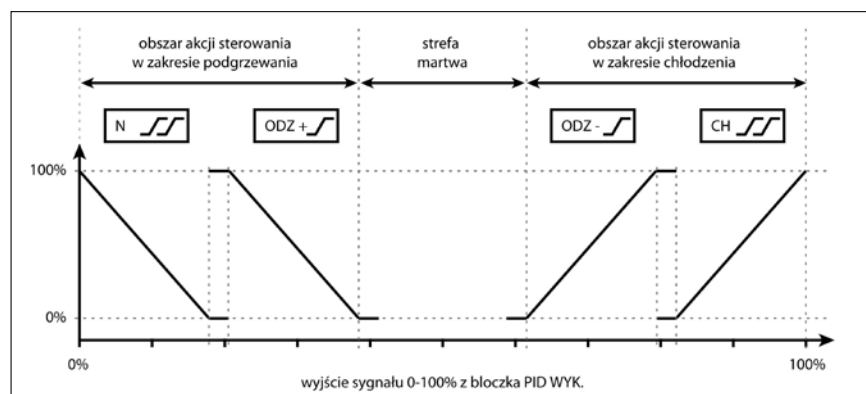 obszar akcji sterowania
w zakresie podgrzewania
strefa
martwa
obszar akcji sterowania
w zakresie chłodzenia
N
ODZ +
ODZ -
CH
100%
0%
0%
100%
wyjście sygnału 0-100% z bloczka PID WYK.